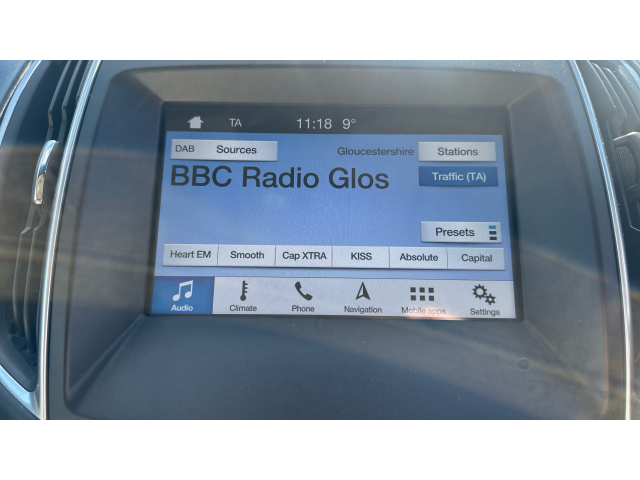 TA 11:18 9°
DAB Sources Gloucestershire Stations
BBC Radio Glos Traffic (TA)
Presets
Heart EM Smooth Cap XTRA KISS Absolute Capital
Audio Climate Phone Navigation Mobile apps Settings